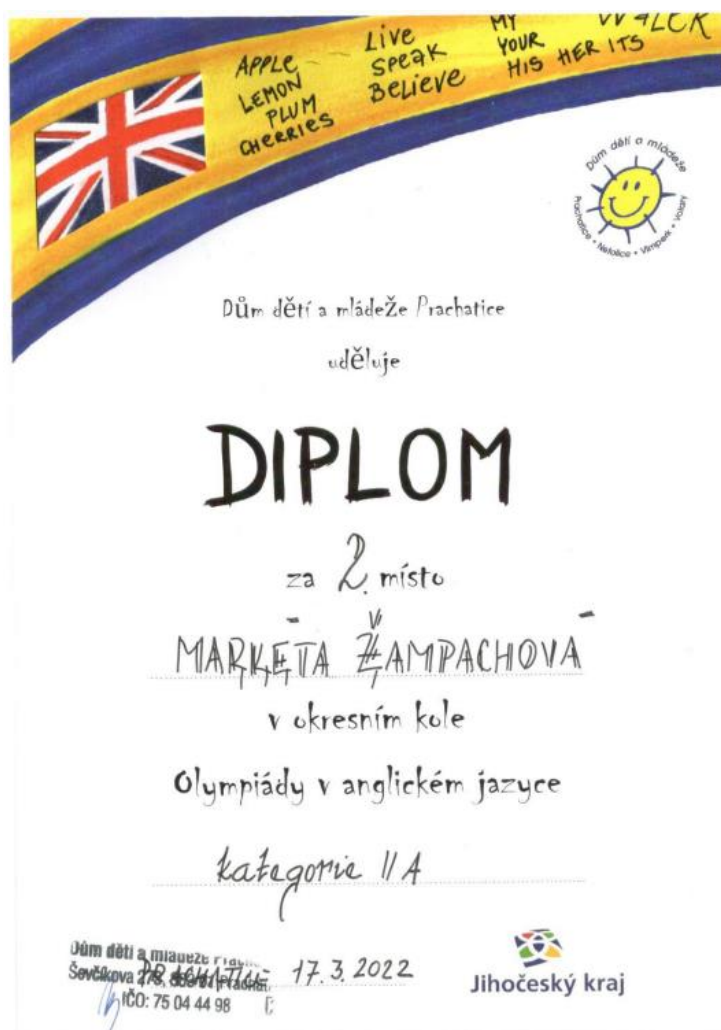 APPLE Live MY
LEMON SPeaK YOUR
PLUM Believe HIS HER ITS
CHERRIES
Dům dětí a mládeže
Prachatice • Netolice • Vimperk • Volary
Dům dětí a mládeže Prachatice
uděluje
DIPLOM
za 2. místo
MARKÉTA ŽAMPACHOVÁ
v okresním kole
Olympiády v anglickém jazyce
kategorie II A
Dům dětí a mládeže
Ševčíkova
IČO: 75 04 44 98
PRACHATICE 17.3.2022
Jihočeský kraj